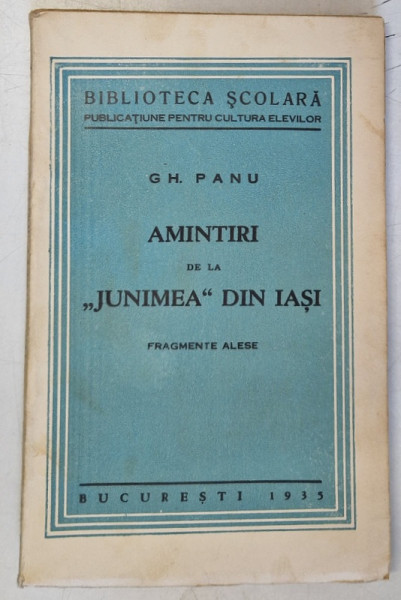 BIBLIOTECA ŞCOLARĂ
PUBLICAŢIUNE PENTRU CULTURA ELEVILOR
GH. PANU
AMINTIRI
DE LA
„JUNIMEA“ DIN IAŞI
FRAGMENTE ALESE
BUCUREŞTI 1935